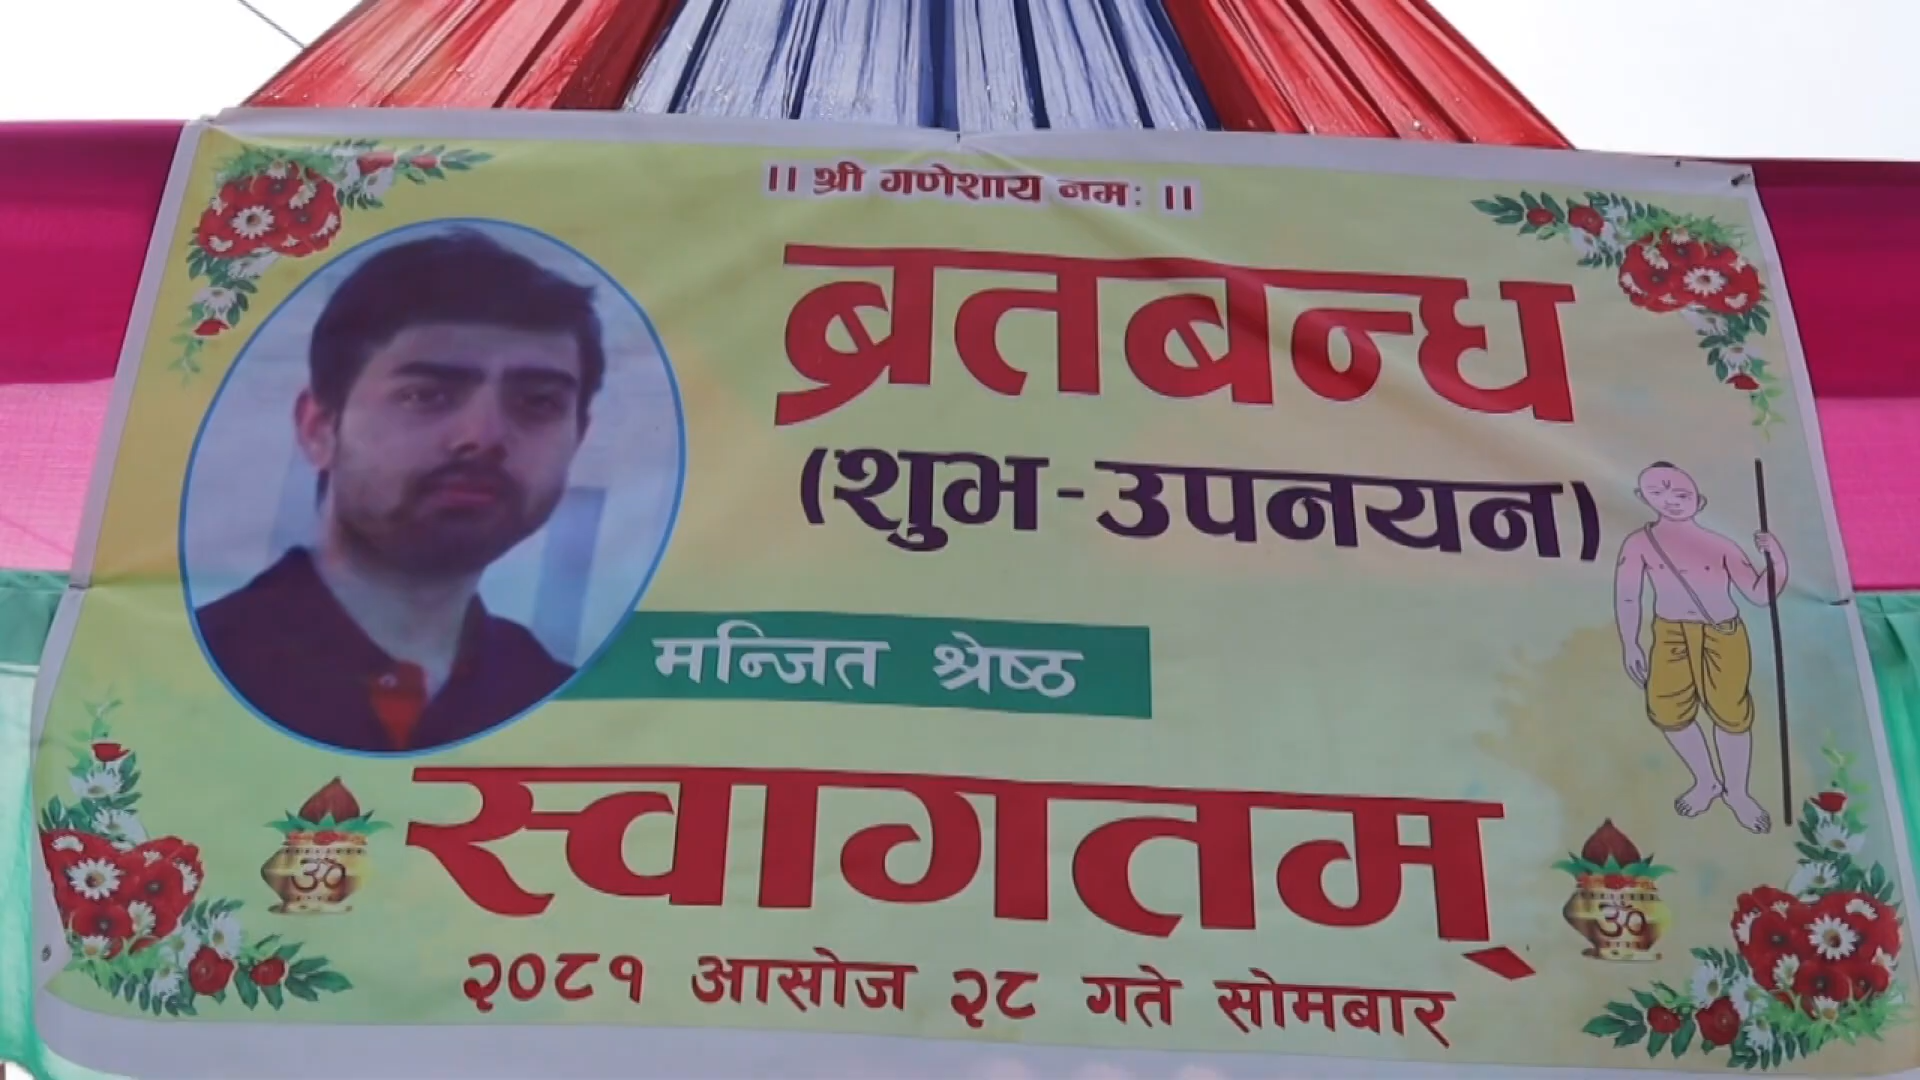 ।। श्री गणेशाय नमः ।।
ब्रतबन्ध
(शुभ-उपनयन)
मन्जित श्रेष्ठ
स्वागतम्
ॐ ॐ
२०८१ आसोज २८ गते सोमबार